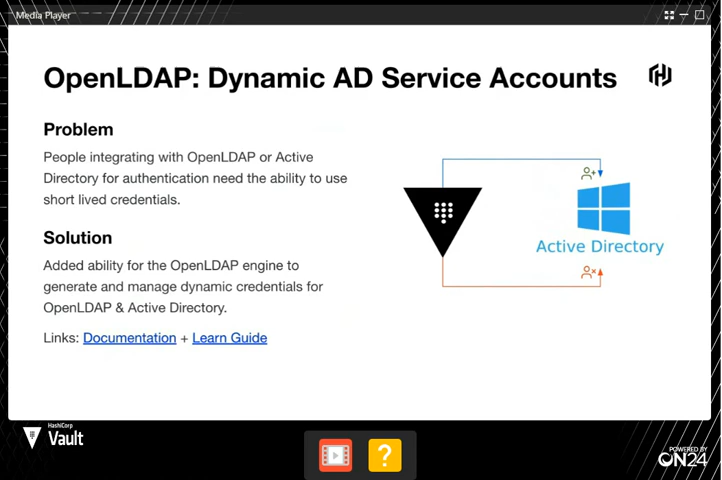 Media Player
OpenLDAP: Dynamic AD Service Accounts
Problem
People integrating with OpenLDAP or Active
Directory for authentication need the ability to use
short lived credentials.
Solution
Added ability for the OpenLDAP engine to
generate and manage dynamic credentials for
OpenLDAP & Active Directory.
Links: Documentation + Learn Guide
Active Directory
HashiCorp
Vault
?
POWERED BY
ON24